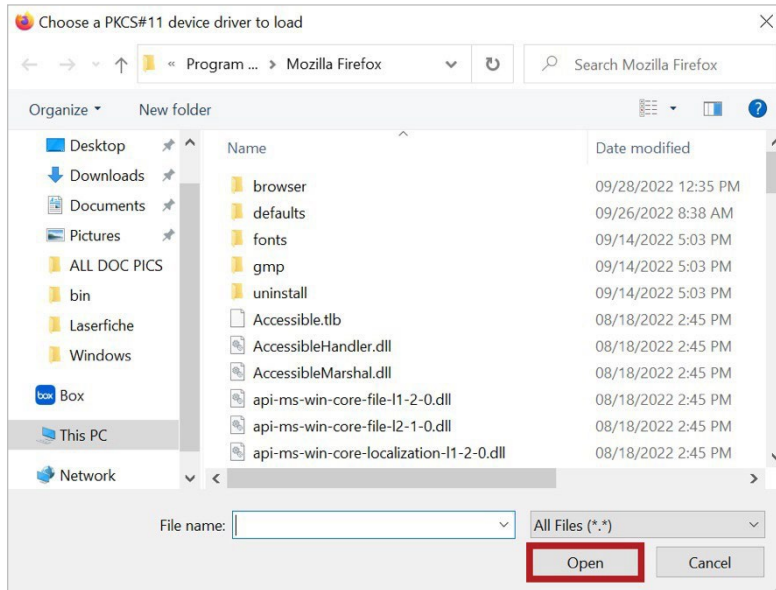 Choose a PKCS#11 device driver to load
« Program ... > Mozilla Firefox
Search Mozilla Firefox
Organize
New folder
?
Desktop
Downloads
Documents
Pictures
ALL DOC PICS
bin
Laserfiche
Windows
box Box
This PC
Network
Name Date modified
browser 09/28/2022 12:35 PM
defaults 09/26/2022 8:38 AM
fonts 09/14/2022 5:03 PM
gmp 09/14/2022 5:03 PM
uninstall 09/14/2022 5:03 PM
Accessible.tlb 08/18/2022 2:45 PM
AccessibleHandler.dll 08/18/2022 2:45 PM
AccessibleMarshal.dll 08/18/2022 2:45 PM
api-ms-win-core-file-l1-2-0.dll 08/18/2022 2:45 PM
api-ms-win-core-file-l2-1-0.dll 08/18/2022 2:45 PM
api-ms-win-core-localization-l1-2-0.dll 08/18/2022 2:45 PM
File name:
All Files (*.*)
Open
Cancel